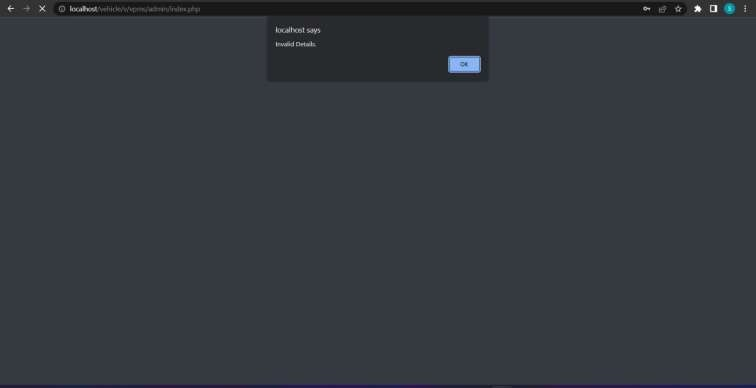 localhost/vehicle/v/vpms/admin/index.php
S
localhost says
Invalid Details.
OK